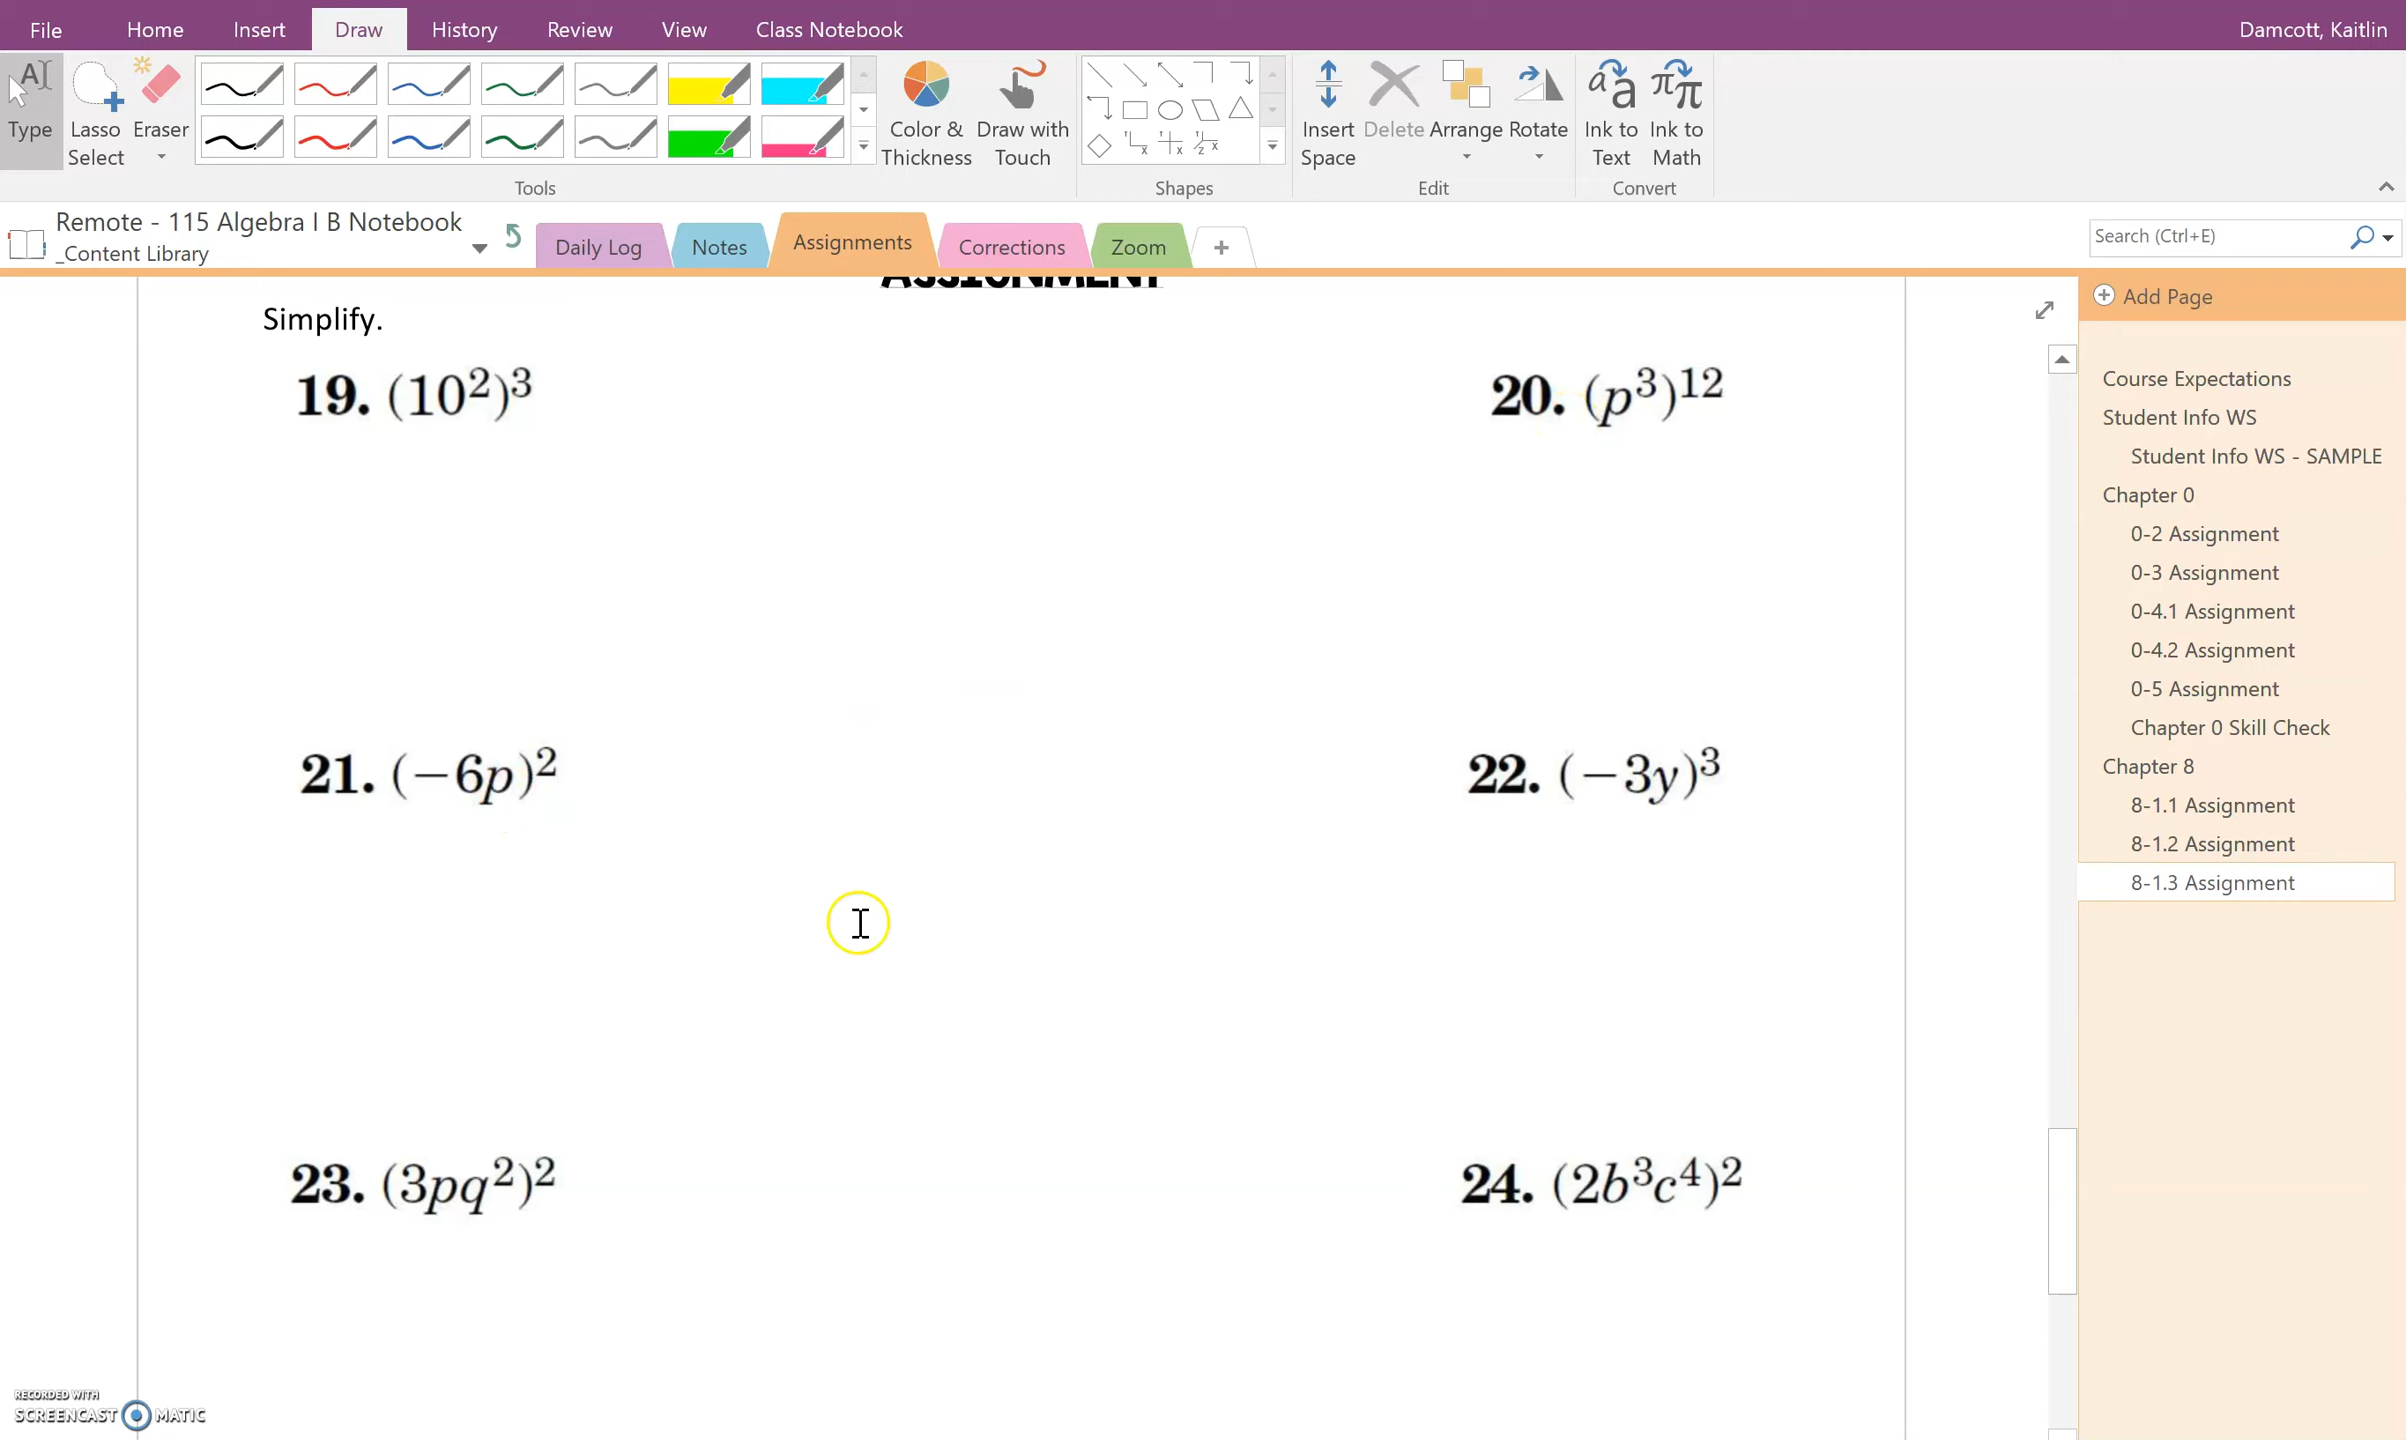 File Home Insert Draw History Review View Class Notebook Damcott, Kaitlin
Type Lasso Select Eraser
Color & Thickness Draw with Touch
Insert Space Delete Arrange Rotate Ink to Text Ink to Math
Tools Shapes Edit Convert
Remote - 115 Algebra I B Notebook
_Content Library
Daily Log Notes Assignments Corrections Zoom +
Search (Ctrl+E)
ASSIGNMENT
Simplify.
19. (10²)³
20. (p³)¹²
21. (−6p)²
22. (−3y)³
23. (3pq²)²
24. (2b³c⁴)²
Add Page
Course Expectations
Student Info WS
Student Info WS - SAMPLE
Chapter 0
0-2 Assignment
0-3 Assignment
0-4.1 Assignment
0-4.2 Assignment
0-5 Assignment
Chapter 0 Skill Check
Chapter 8
8-1.1 Assignment
8-1.2 Assignment
8-1.3 Assignment
RECORDED WITH
SCREENCAST MATIC